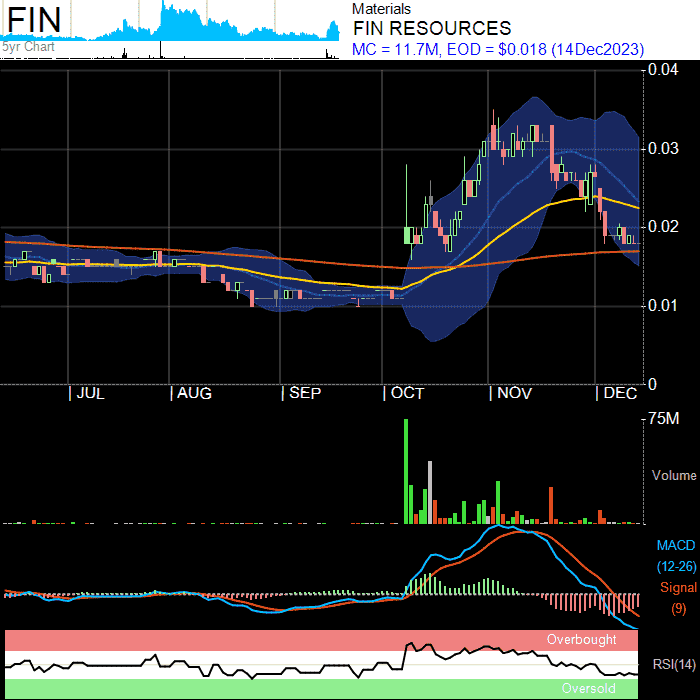 FIN
5yr Chart
Materials
FIN RESOURCES
MC = 11.7M, EOD = $0.018 (14Dec2023)
0.04
0.03
0.02
0.01
0
JUL AUG SEP OCT NOV DEC
75M
Volume
MACD
(12-26)
Signal
(9)
Overbought
RSI(14)
Oversold